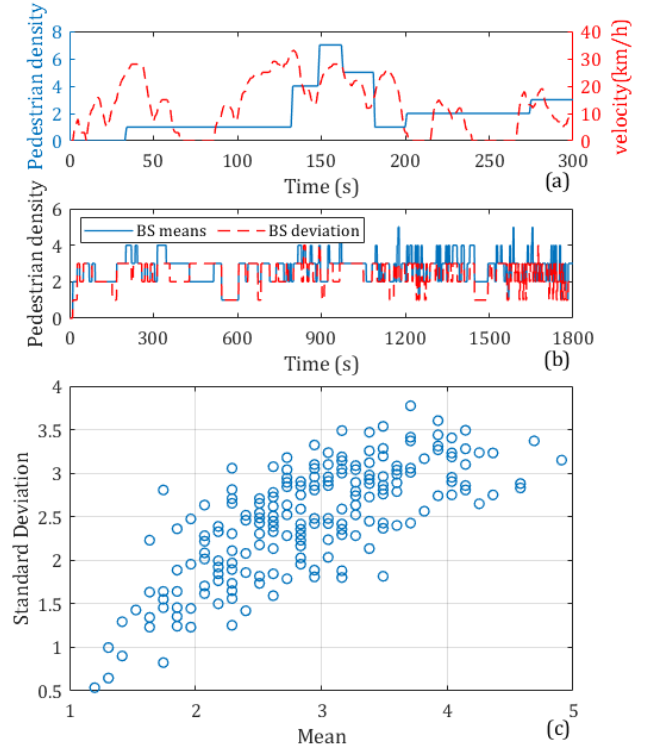 Pedestrian density
8
6
4
2
0
40
30
20
10
0
velocity(km/h)
0 50 100 150 200 250 300
Time (s)
(a)
Pedestrian density
6
4
2
0
BS means BS deviation
0 300 600 900 1200 1500 1800
Time (s)
(b)
Standard Deviation
4
3.5
3
2.5
2
1.5
1
0.5
1 2 3 4 5
Mean
(c)